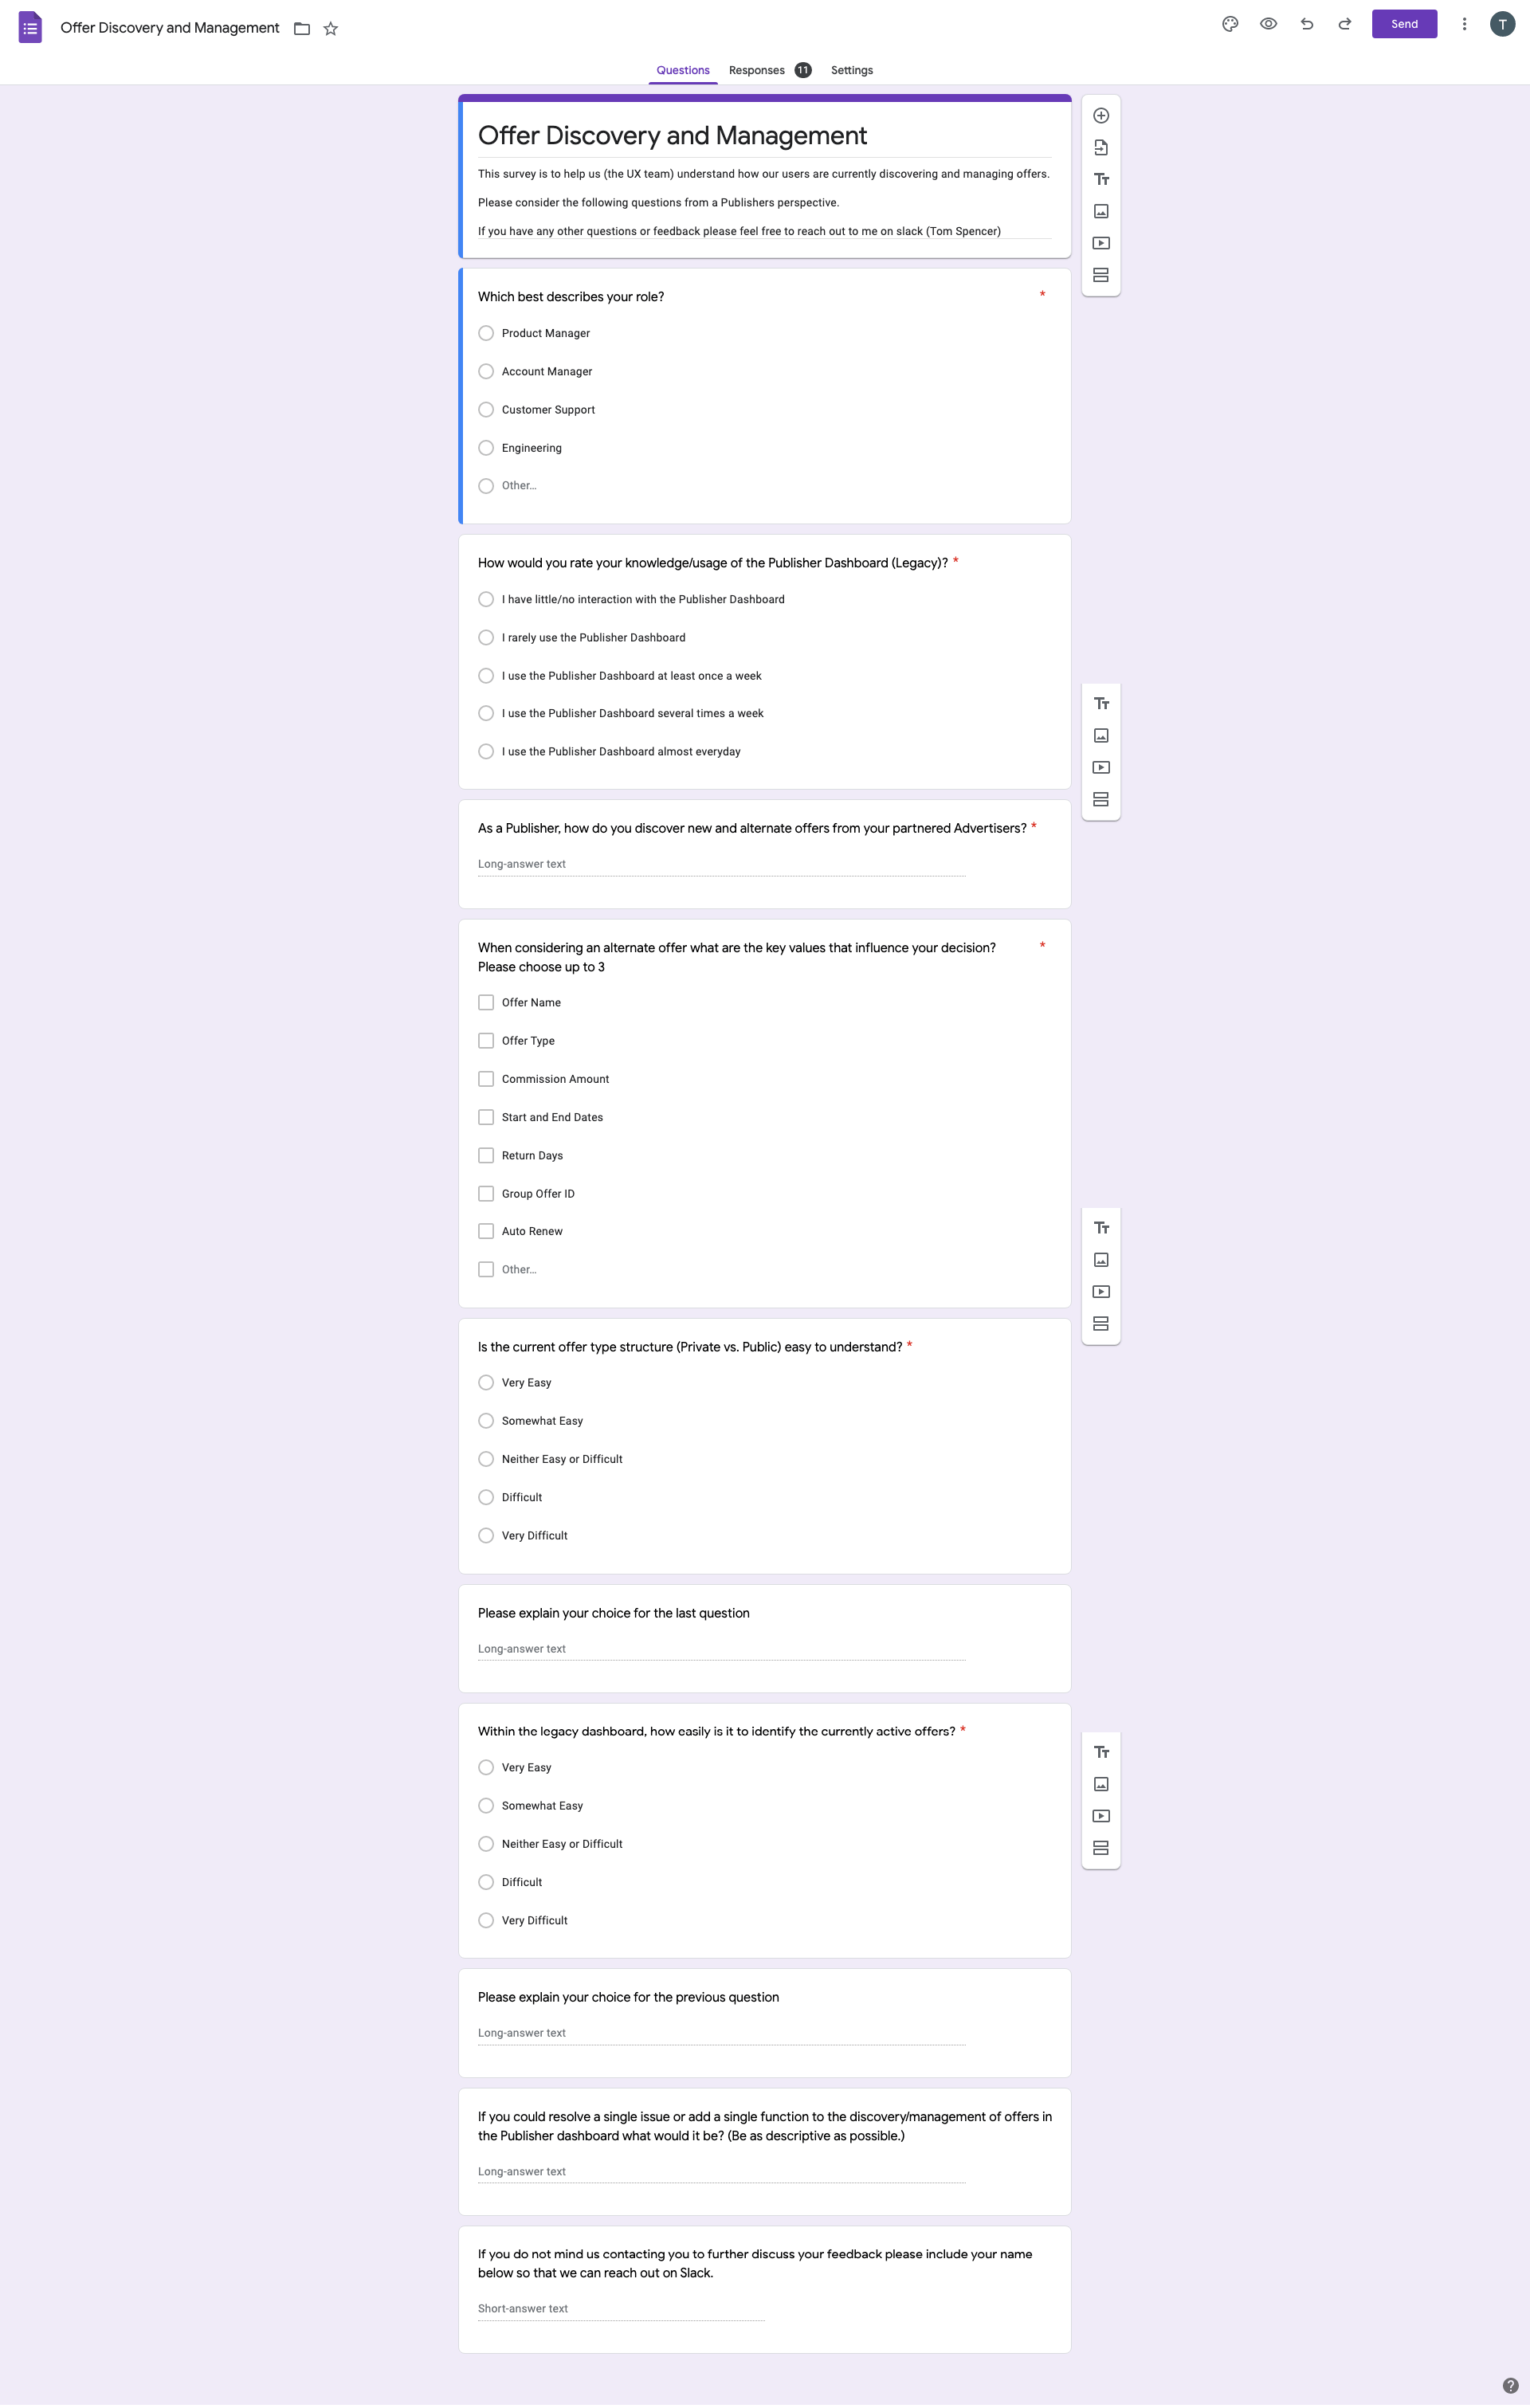 Offer Discovery and Management
Send
T
Questions
Responses 11
Settings
Offer Discovery and Management
This survey is to help us (the UX team) understand how our users are currently discovering and managing offers.
Please consider the following questions from a Publishers perspective.
If you have any other questions or feedback please feel free to reach out to me on slack (Tom Spencer)
Which best describes your role? *
Product Manager
Account Manager
Customer Support
Engineering
Other...
How would you rate your knowledge/usage of the Publisher Dashboard (Legacy)? *
I have little/no interaction with the Publisher Dashboard
I rarely use the Publisher Dashboard
I use the Publisher Dashboard at least once a week
I use the Publisher Dashboard several times a week
I use the Publisher Dashboard almost everyday
As a Publisher, how do you discover new and alternate offers from your partnered Advertisers? *
Long-answer text
When considering an alternate offer what are the key values that influence your decision? *
Please choose up to 3
Offer Name
Offer Type
Commission Amount
Start and End Dates
Return Days
Group Offer ID
Auto Renew
Other...
Is the current offer type structure (Private vs. Public) easy to understand? *
Very Easy
Somewhat Easy
Neither Easy or Difficult
Difficult
Very Difficult
Please explain your choice for the last question
Long-answer text
Within the legacy dashboard, how easily is it to identify the currently active offers? *
Very Easy
Somewhat Easy
Neither Easy or Difficult
Difficult
Very Difficult
Please explain your choice for the previous question
Long-answer text
If you could resolve a single issue or add a single function to the discovery/management of offers in
the Publisher dashboard what would it be? (Be as descriptive as possible.)
Long-answer text
If you do not mind us contacting you to further discuss your feedback please include your name
below so that we can reach out on Slack.
Short-answer text